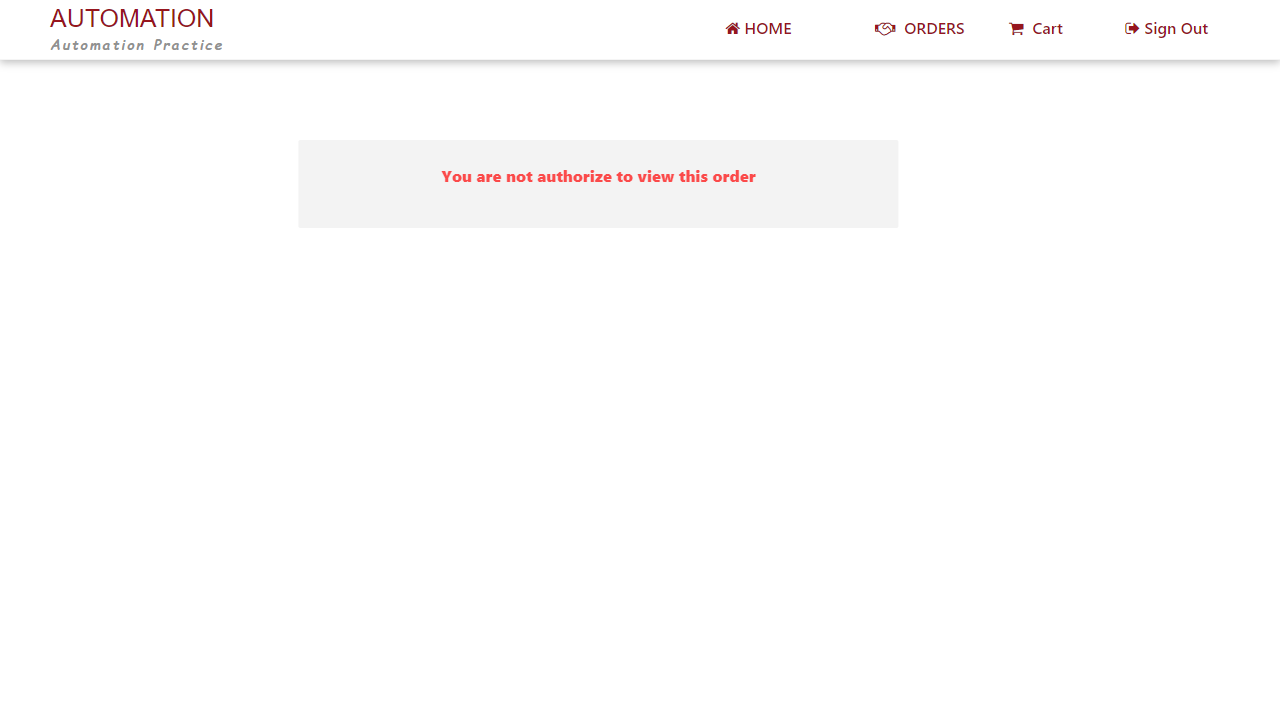 AUTOMATION
Automation Practice
HOME
ORDERS
Cart
Sign Out
You are not authorize to view this order